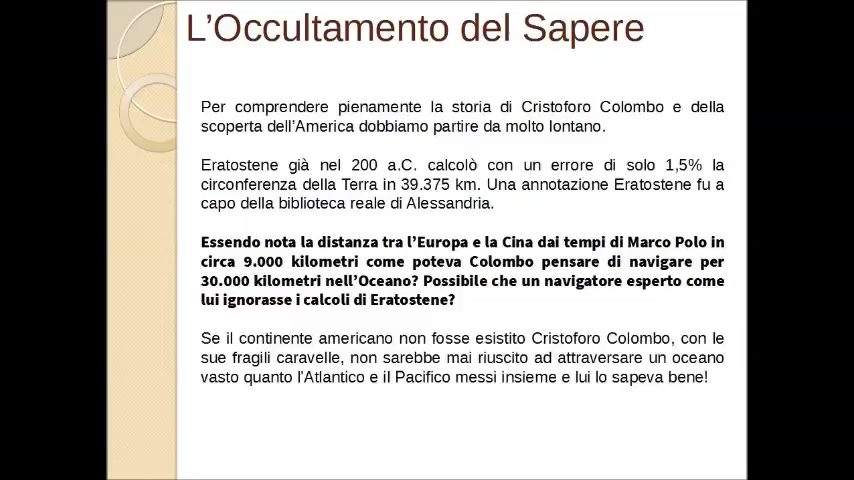 L’Occultamento del Sapere
Per comprendere pienamente la storia di Cristoforo Colombo e della
scoperta dell’America dobbiamo partire da molto lontano.
Eratostene già nel 200 a.C. calcolò con un errore di solo 1,5% la
circonferenza della Terra in 39.375 km. Una annotazione Eratostene fu a
capo della biblioteca reale di Alessandria.
Essendo nota la distanza tra l’Europa e la Cina dai tempi di Marco Polo in
circa 9.000 kilometri come poteva Colombo pensare di navigare per
30.000 kilometri nell’Oceano? Possibile che un navigatore esperto come
lui ignorasse i calcoli di Eratostene?
Se il continente americano non fosse esistito Cristoforo Colombo, con le
sue fragili caravelle, non sarebbe mai riuscito ad attraversare un oceano
vasto quanto l’Atlantico e il Pacifico messi insieme e lui lo sapeva bene!